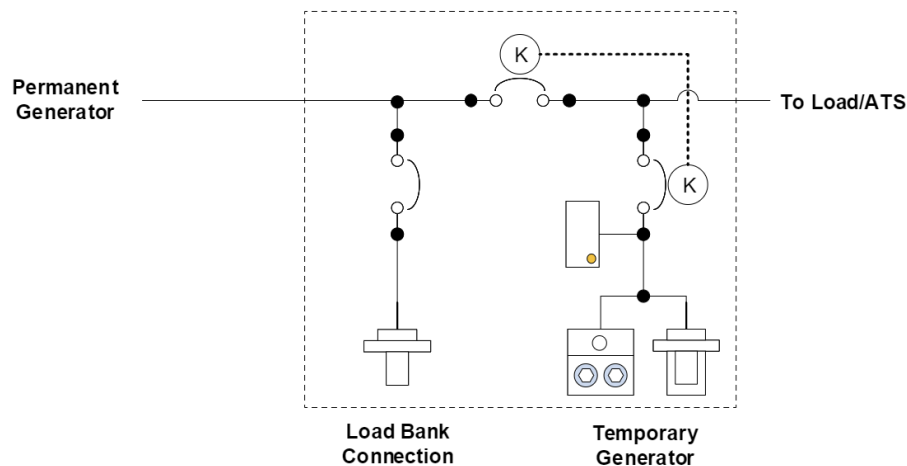 K
Permanent
Generator
To Load/ATS
K
Load Bank
Connection
Temporary
Generator